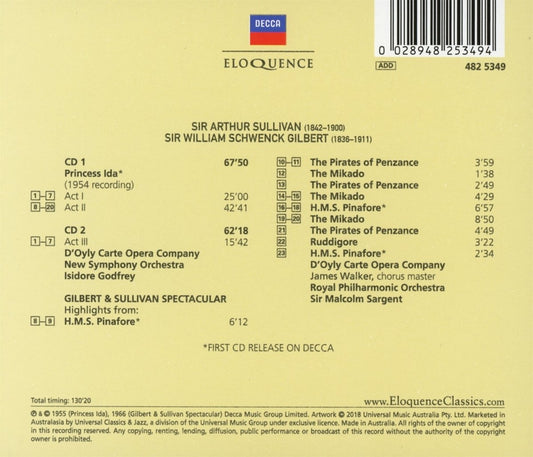 DECCA
ELOQUENCE
0 028948 253494
ADD 482 5349
SIR ARTHUR SULLIVAN (1842–1900)
SIR WILLIAM SCHWENCK GILBERT (1836–1911)
CD 1 67'50
Princess Ida*
(1954 recording)
1–7 Act I 25'00
8–20 Act II 42'41
CD 2 62'18
1–7 Act III 15'42
D'Oyly Carte Opera Company
New Symphony Orchestra
Isidore Godfrey
GILBERT & SULLIVAN SPECTACULAR
Highlights from:
8–9 H.M.S. Pinafore* 6'12
10–11 The Pirates of Penzance 3'59
12 The Mikado 1'38
13 The Pirates of Penzance 2'49
14–15 The Mikado 4'29
16–18 H.M.S. Pinafore* 6'57
19–20 The Mikado 8'50
21 The Pirates of Penzance 4'49
22 Ruddigore 3'22
23 H.M.S. Pinafore* 2'34
D'Oyly Carte Opera Company
James Walker, chorus master
Royal Philharmonic Orchestra
Sir Malcolm Sargent
*FIRST CD RELEASE ON DECCA
Total timing: 130'20
www.EloquenceClassics.com
℗ & © 1955 (Princess Ida), 1966 (Gilbert & Sullivan Spectacular) Decca Music Group Limited. Artwork © 2018 Universal Music Australia Pty. Ltd. Marketed in
Australasia by Universal Classics & Jazz, a division of the Universal Music Group under exclusive licence. Made in Australia. All rights of the owner of copyright
in this recording reserved. Any copying, renting, lending, diffusion, public performance or broadcast of this record without the authority of the copyright
owner is prohibited.